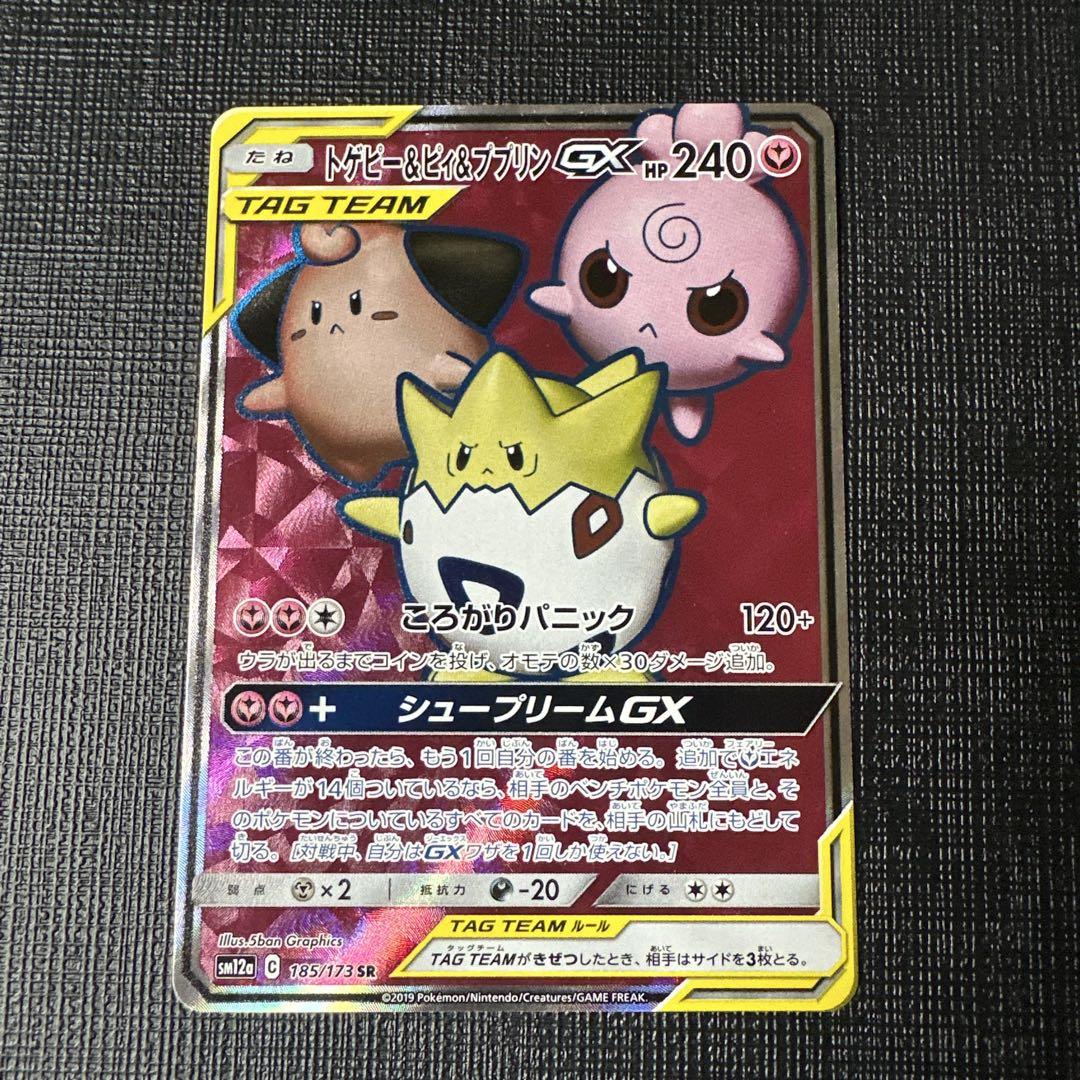 たね トゲピー&ピィ&ププリンGX HP 240
TAG TEAM
ころがりパニック 120+
ウラが出るまでコインを投げ、オモテの数×30ダメージ追加。
+ シュープリームGX
この番が終わったら、もう1回自分の番を始める。追加でエネ
ルギーが14個ついているなら、相手のベンチポケモン全員と、そ
のポケモンについているすべてのカードを、相手の山札にもどして
切る。[対戦中、自分はGXワザを1回しか使えない。]
弱点 ×2 抵抗力 -20 にげる
TAG TEAM ルール
TAG TEAMがきぜつしたとき、相手はサイドを3枚とる。
Illus.5ban Graphics
sm12a C 185/173 SR
©2019 Pokémon/Nintendo/Creatures/GAME FREAK.